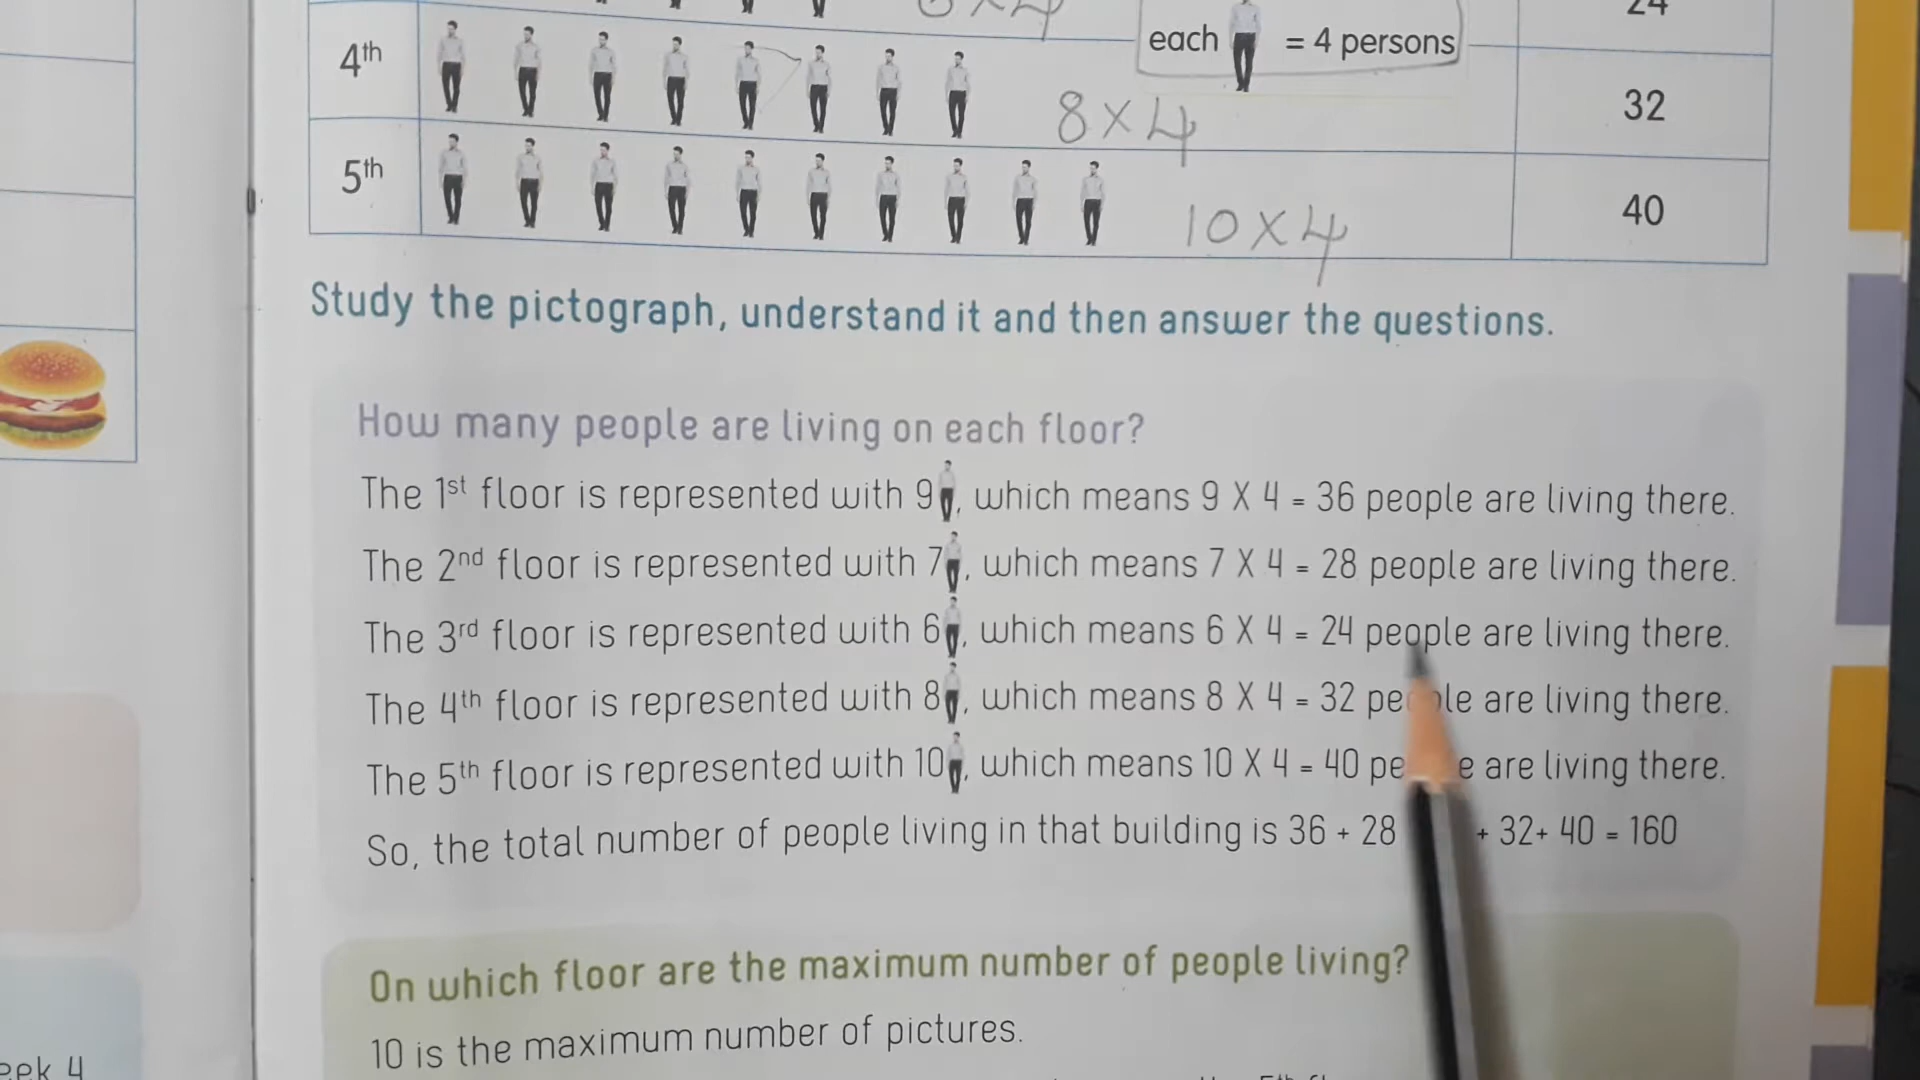 6 X 4
each = 4 persons
24
4th
8 X 4
32
5th
10 X 4
40
Study the pictograph, understand it and then answer the questions.
How many people are living on each floor?
The 1st floor is represented with 9 , which means 9 X 4 = 36 people are living there.
The 2nd floor is represented with 7 , which means 7 X 4 = 28 people are living there.
The 3rd floor is represented with 6 , which means 6 X 4 = 24 people are living there.
The 4th floor is represented with 8 , which means 8 X 4 = 32 people are living there.
The 5th floor is represented with 10 , which means 10 X 4 = 40 are living there.
So, the total number of people living in that building is 36 + 28 + 32+ 40 = 160
On which floor are the maximum number of people living?
10 is the maximum number of pictures.
eek 4